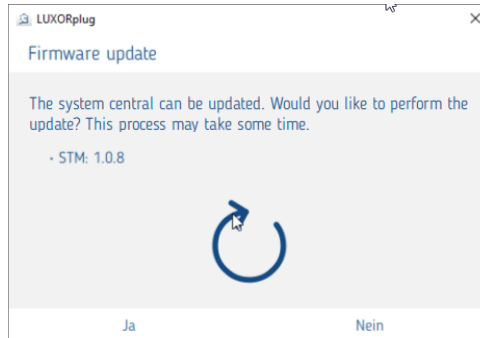 LUXORplug
Firmware update
The system central can be updated. Would you like to perform the
update? This process may take some time.
• STM: 1.0.8
Ja
Nein